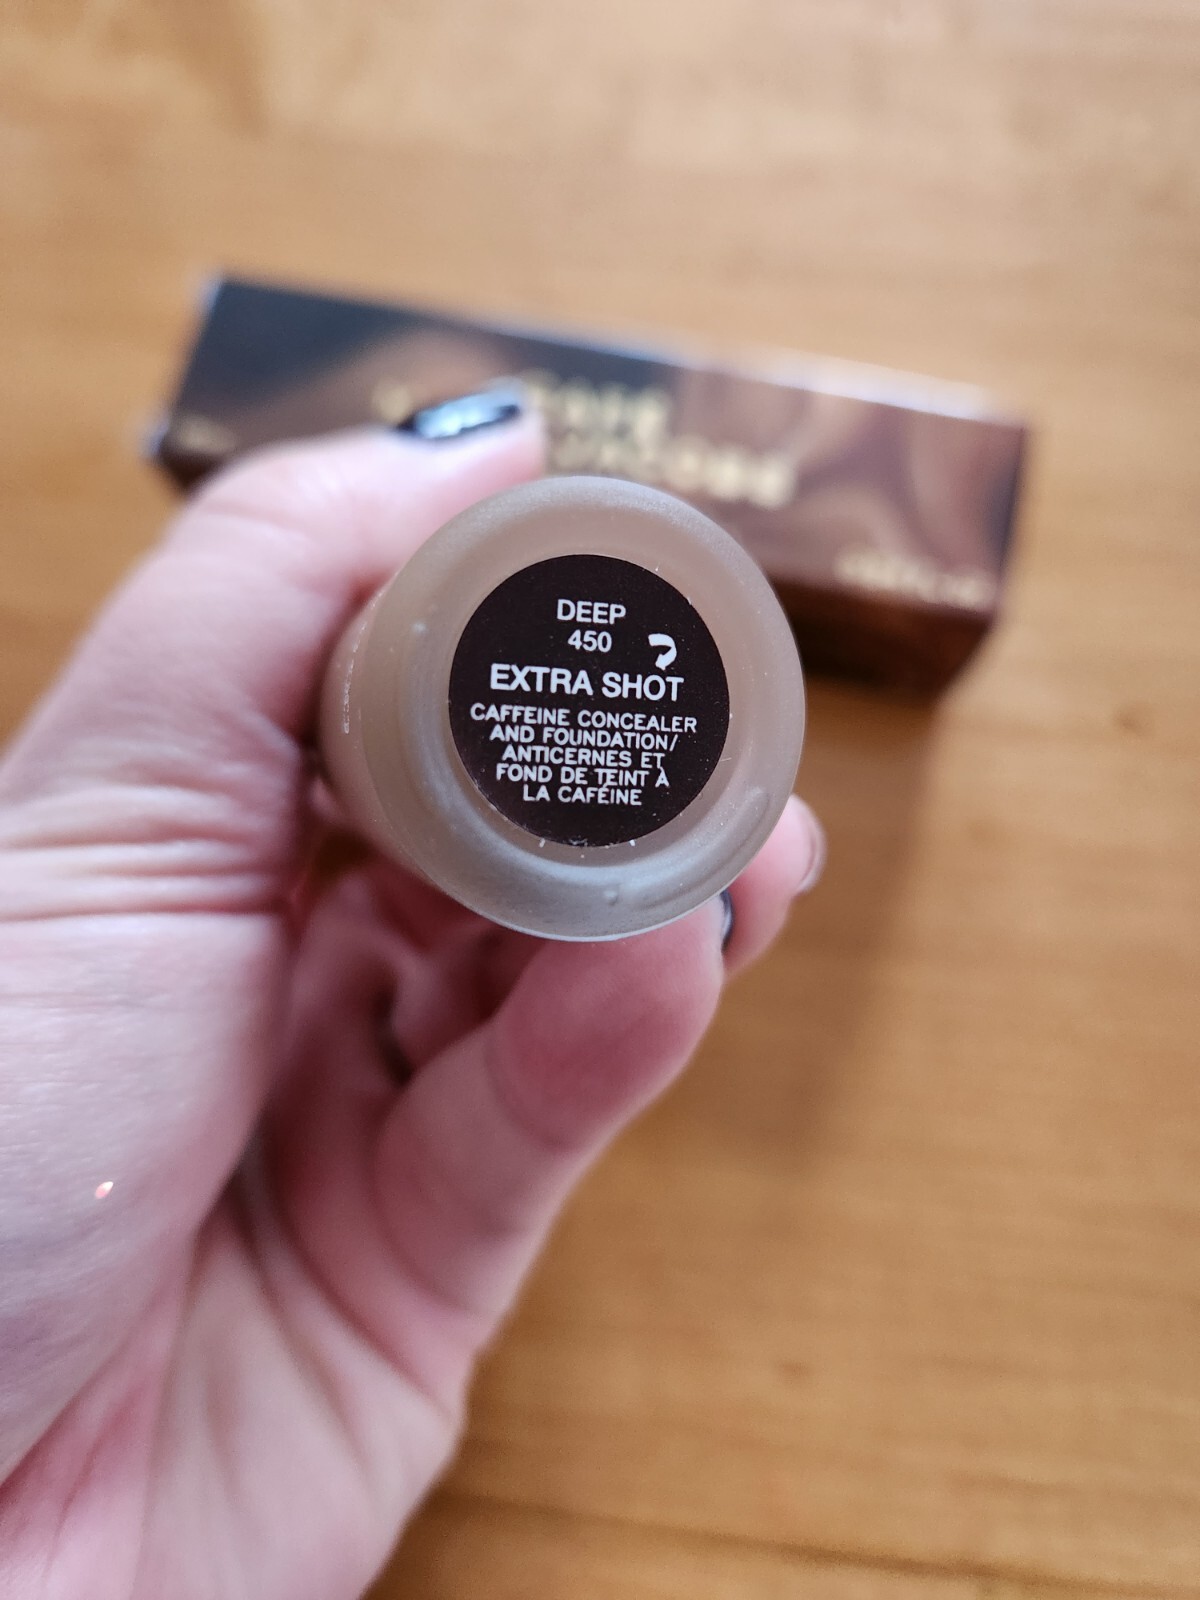 DEEP
450
EXTRA SHOT
CAFFEINE CONCEALER
AND FOUNDATION/
ANTICERNES ET
FOND DE TEINT À
LA CAFÉINE